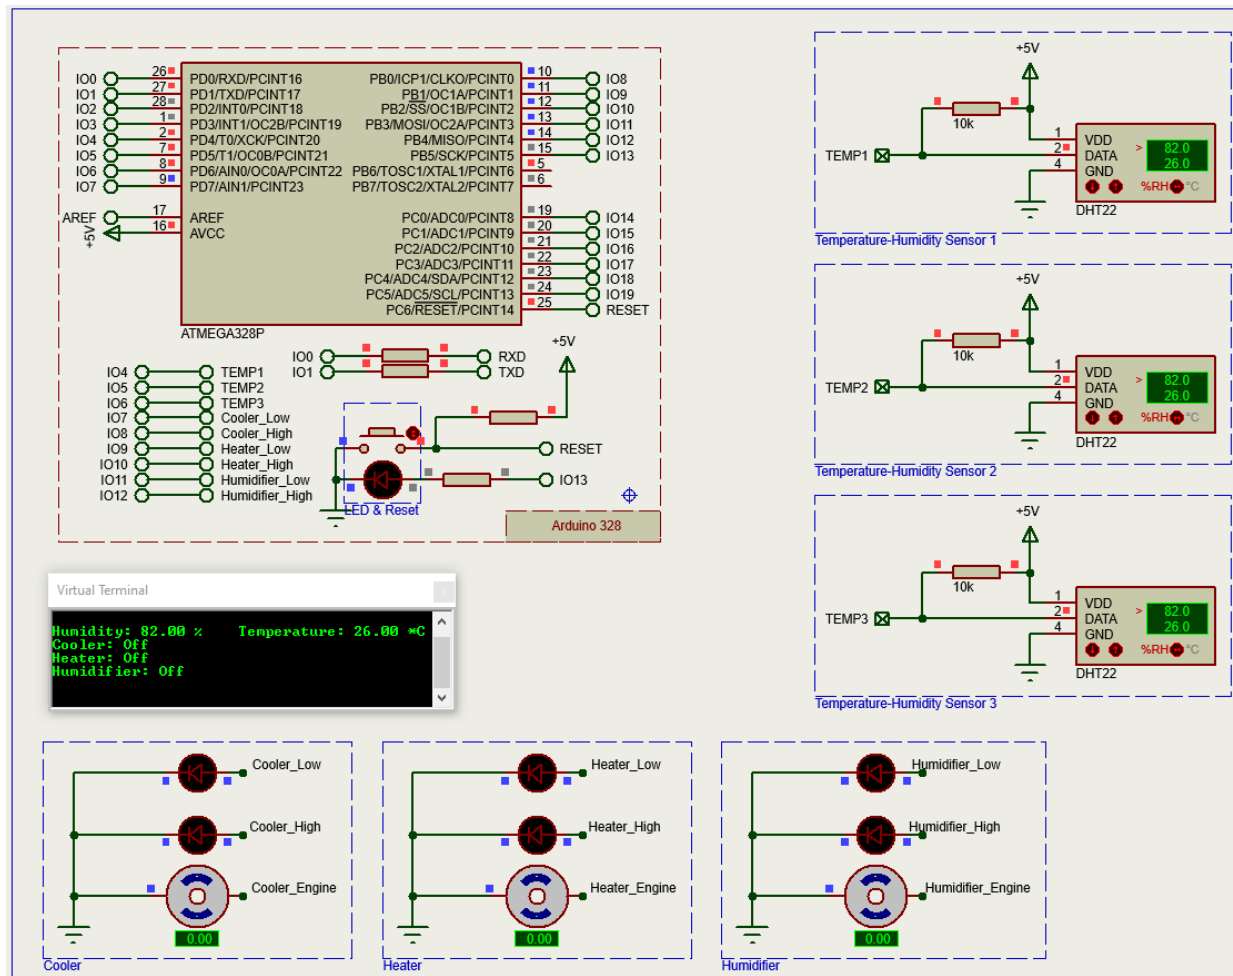 IO0 26 PD0/RXD/PCINT16 PB0/ICP1/CLKO/PCINT0 10 IO8
IO1 27 PD1/TXD/PCINT17 PB1/OC1A/PCINT1 11 IO9
IO2 28 PD2/INT0/PCINT18 PB2/SS/OC1B/PCINT2 12 IO10
IO3 1 PD3/INT1/OC2B/PCINT19 PB3/MOSI/OC2A/PCINT3 13 IO11
IO4 2 PD4/T0/XCK/PCINT20 PB4/MISO/PCINT4 14 IO12
IO5 7 PD5/T1/OC0B/PCINT21 PB5/SCK/PCINT5 15 IO13
IO6 8 PD6/AIN0/OC0A/PCINT22 PB6/TOSC1/XTAL1/PCINT6 5
IO7 9 PD7/AIN1/PCINT23 PB7/TOSC2/XTAL2/PCINT7 6
AREF 17 AREF PC0/ADC0/PCINT8 19 IO14
+5V 16 AVCC PC1/ADC1/PCINT9 20 IO15
PC2/ADC2/PCINT10 21 IO16
PC3/ADC3/PCINT11 22 IO17
PC4/ADC4/SDA/PCINT12 23 IO18
PC5/ADC5/SCL/PCINT13 24 IO19
PC6/RESET/PCINT14 25 RESET
ATMEGA328P
IO0 RXD
IO1 TXD
+5V
IO4 TEMP1
IO5 TEMP2
IO6 TEMP3
IO7 Cooler_Low
IO8 Cooler_High
IO9 Heater_Low
IO10 Heater_High
IO11 Humidifier_Low
IO12 Humidifier_High
RESET
IO13
LED & Reset
Arduino 328
+5V
10k
TEMP1
1 VDD
2 DATA
4 GND
> 82.0
26.0
%RH °C
DHT22
Temperature-Humidity Sensor 1
+5V
10k
TEMP2
1 VDD
2 DATA
4 GND
> 82.0
26.0
%RH °C
DHT22
Temperature-Humidity Sensor 2
+5V
10k
TEMP3
1 VDD
2 DATA
4 GND
> 82.0
26.0
%RH °C
DHT22
Temperature-Humidity Sensor 3
Virtual Terminal
Humidity: 82.00 % Temperature: 26.00 *C
Cooler: Off
Heater: Off
Humidifier: Off
Cooler_Low
Cooler_High
Cooler_Engine
0.00
Cooler
Heater_Low
Heater_High
Heater_Engine
0.00
Heater
Humidifier_Low
Humidifier_High
Humidifier_Engine
0.00
Humidifier